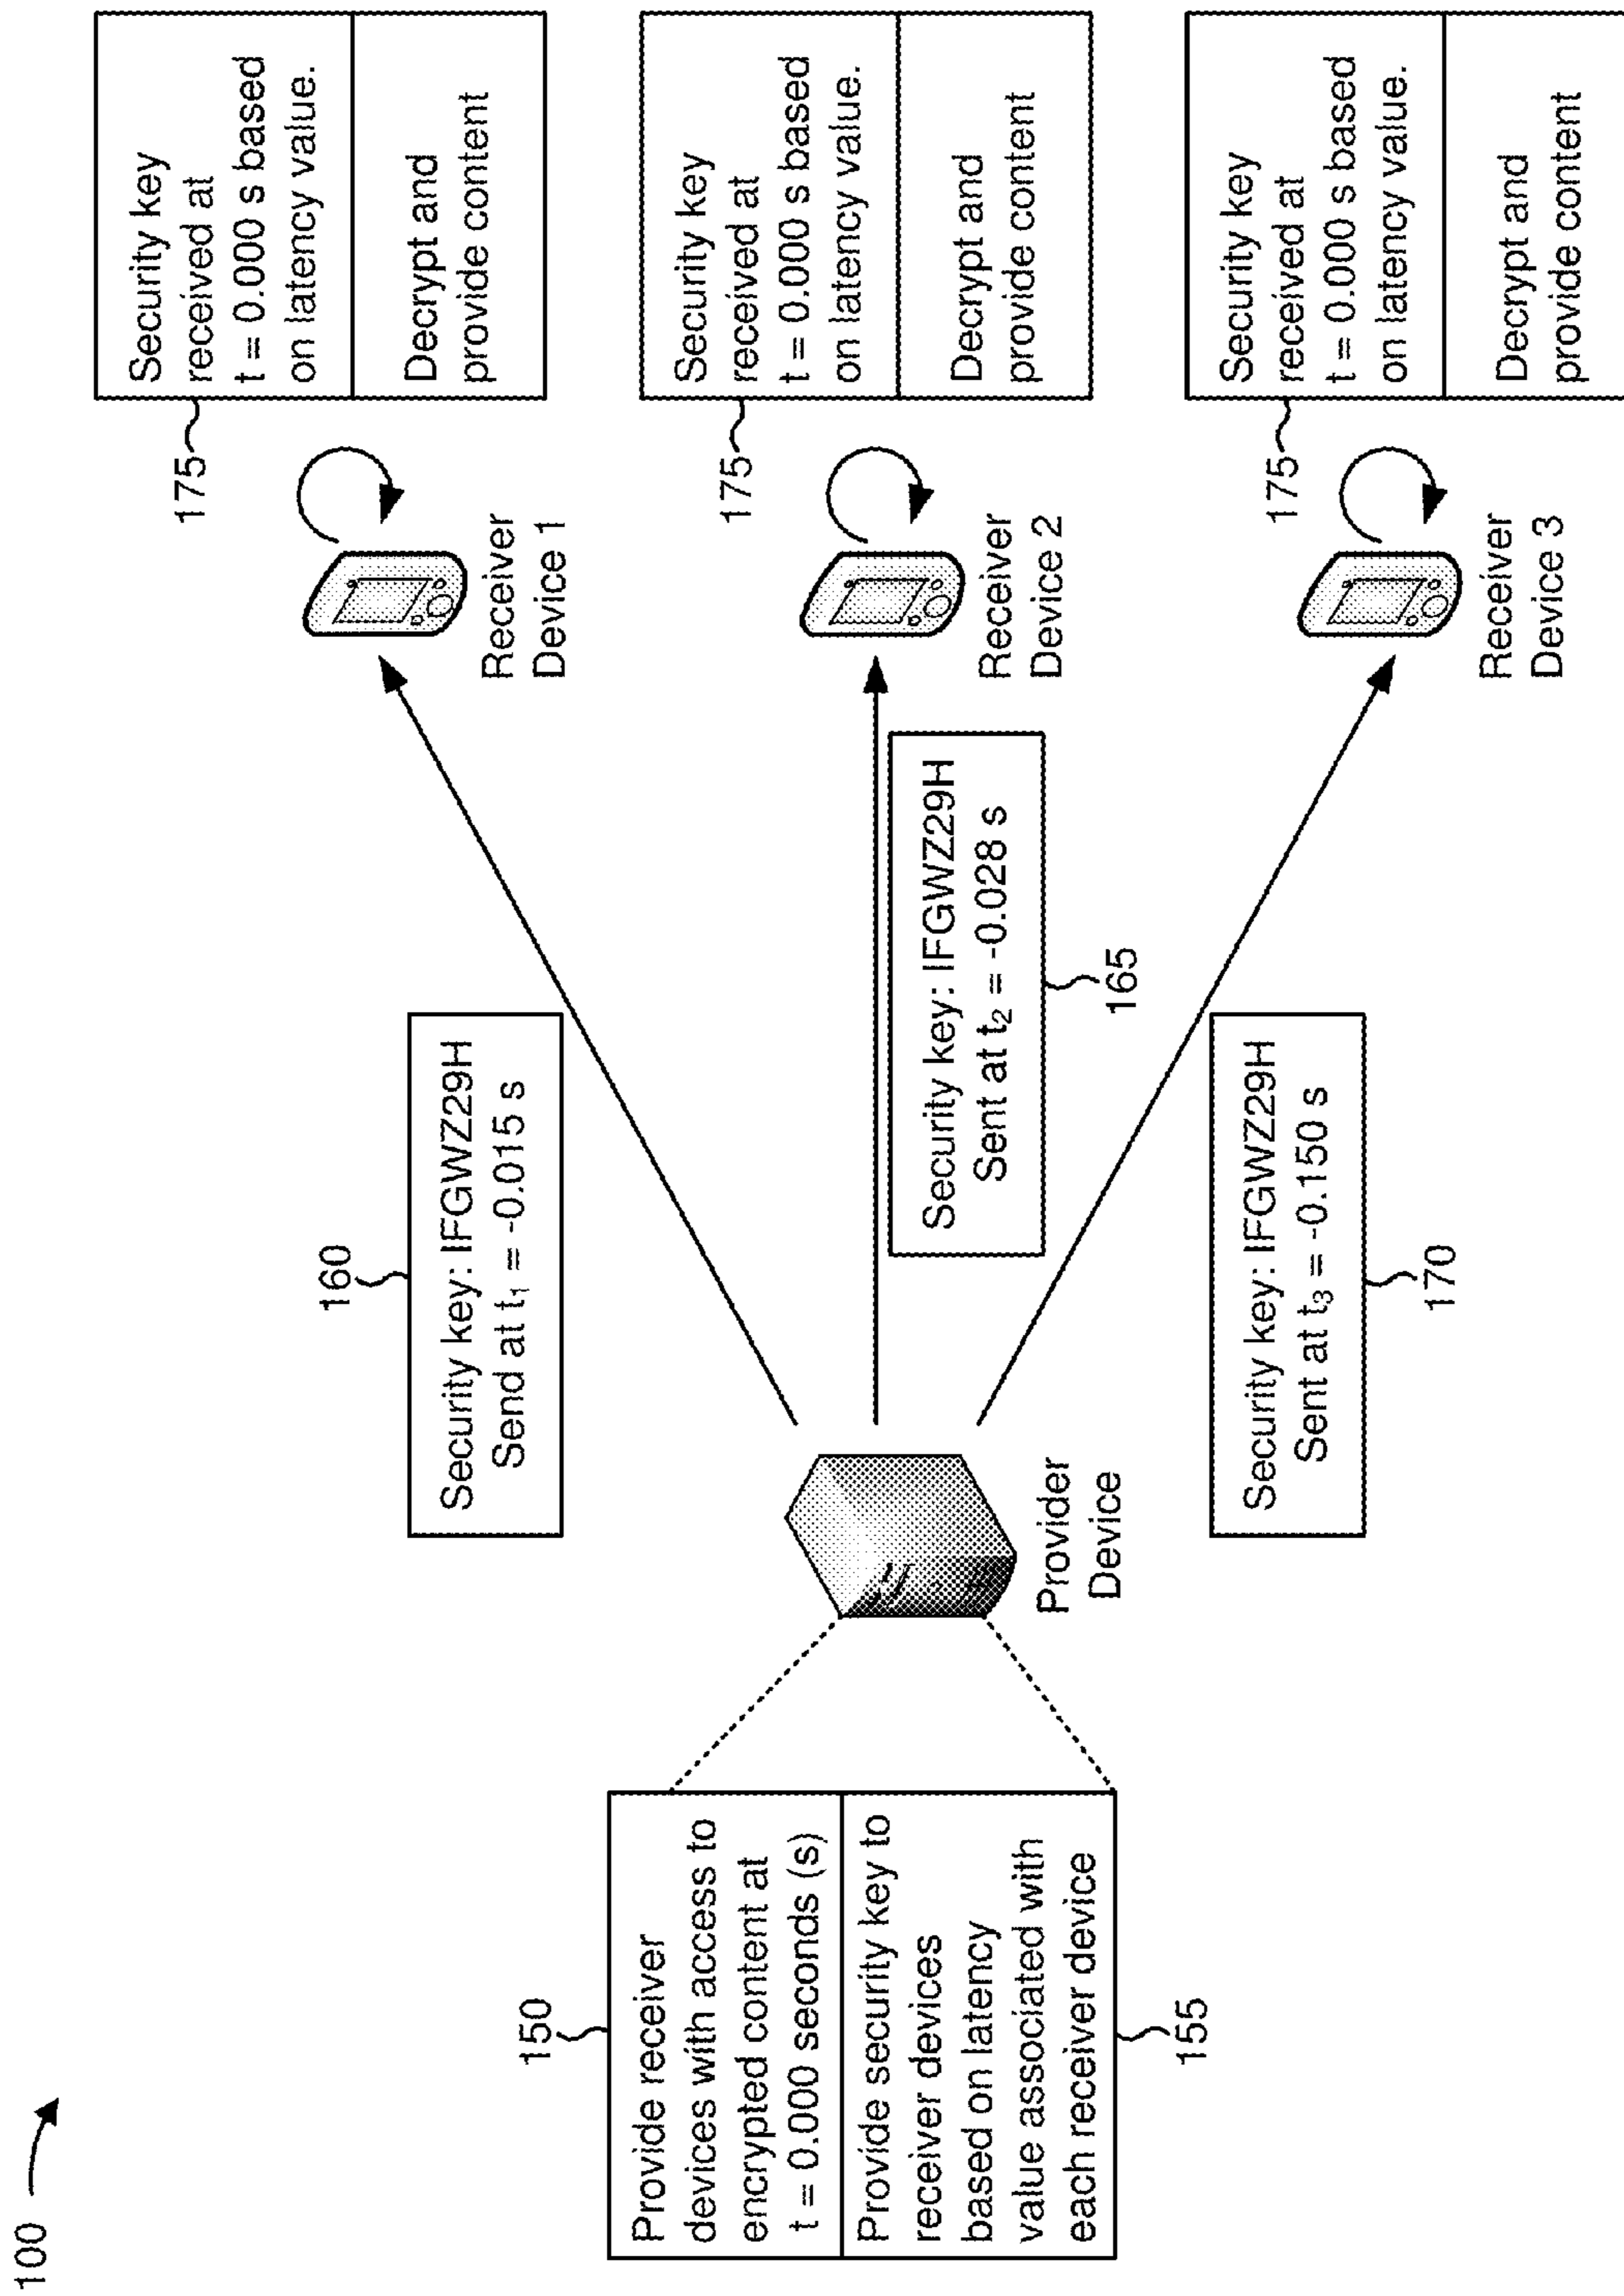 100
150
Provide receiver
devices with access to
encrypted content at
t = 0.000 seconds (s)
Provide security key to
receiver devices
based on latency
value associated with
each receiver device
155
Provider
Device
160
Security key: IFGWZ29H
Send at t₁ = -0.015 s
Security key: IFGWZ29H
Sent at t₂ = -0.028 s
165
Security key: IFGWZ29H
Sent at t₃ = -0.150 s
170
Receiver
Device 1
175
Security key
received at
t = 0.000 s based
on latency value.
Decrypt and
provide content
Receiver
Device 2
175
Security key
received at
t = 0.000 s based
on latency value.
Decrypt and
provide content
Receiver
Device 3
175
Security key
received at
t = 0.000 s based
on latency value.
Decrypt and
provide content